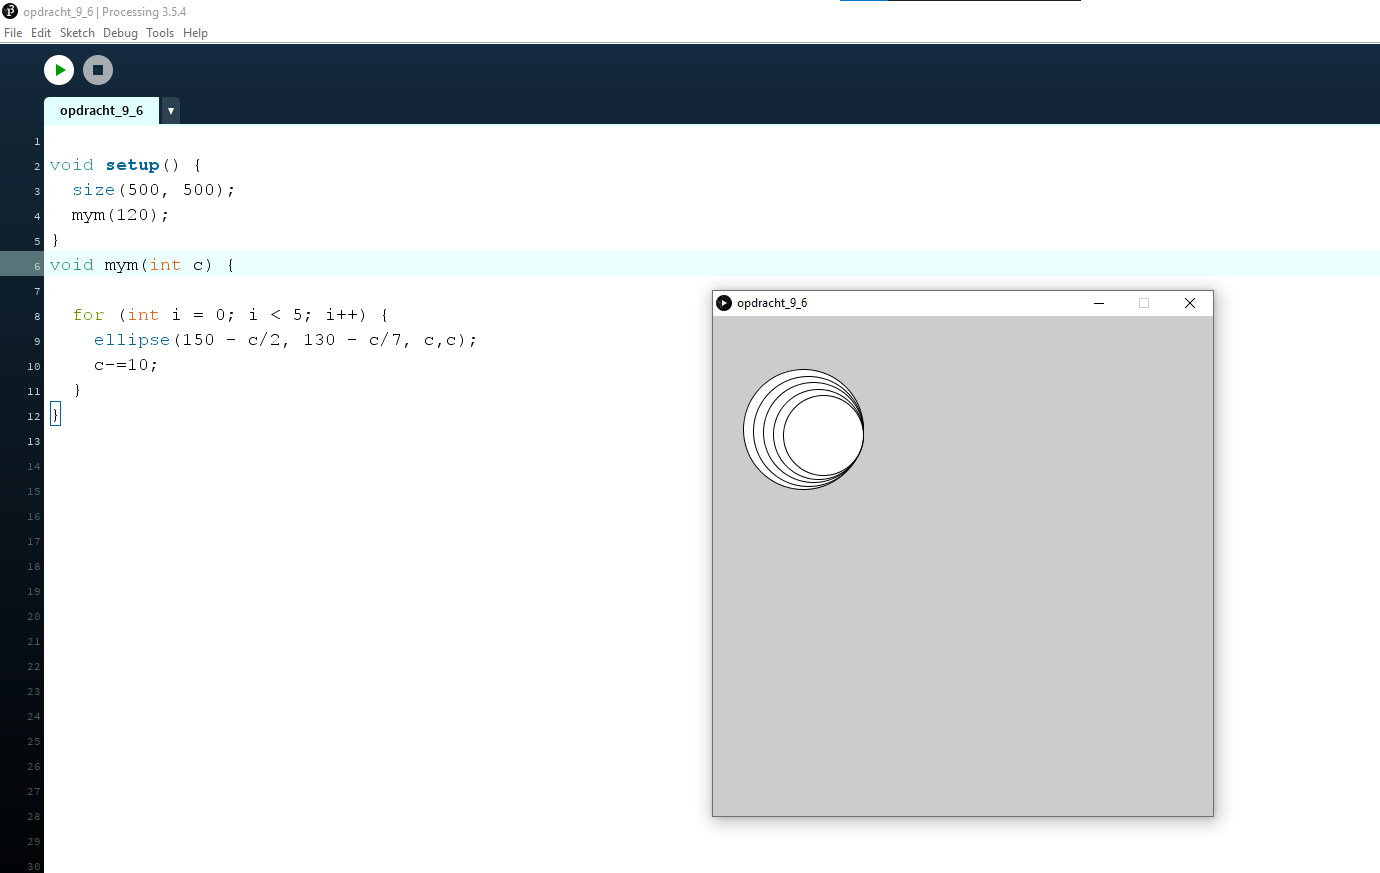 opdracht_9_6 | Processing 3.5.4
File Edit Sketch Debug Tools Help
opdracht_9_6 ▼
1
2 void setup() {
3 size(500, 500);
4 mym(120);
5 }
6 void mym(int c) {
7
8 for (int i = 0; i < 5; i++) {
9 ellipse(150 - c/2, 130 - c/7, c,c);
10 c-=10;
11 }
12 }
13
14
15
16
17
18
19
20
21
22
23
24
25
26
27
28
29
30
opdracht_9_6